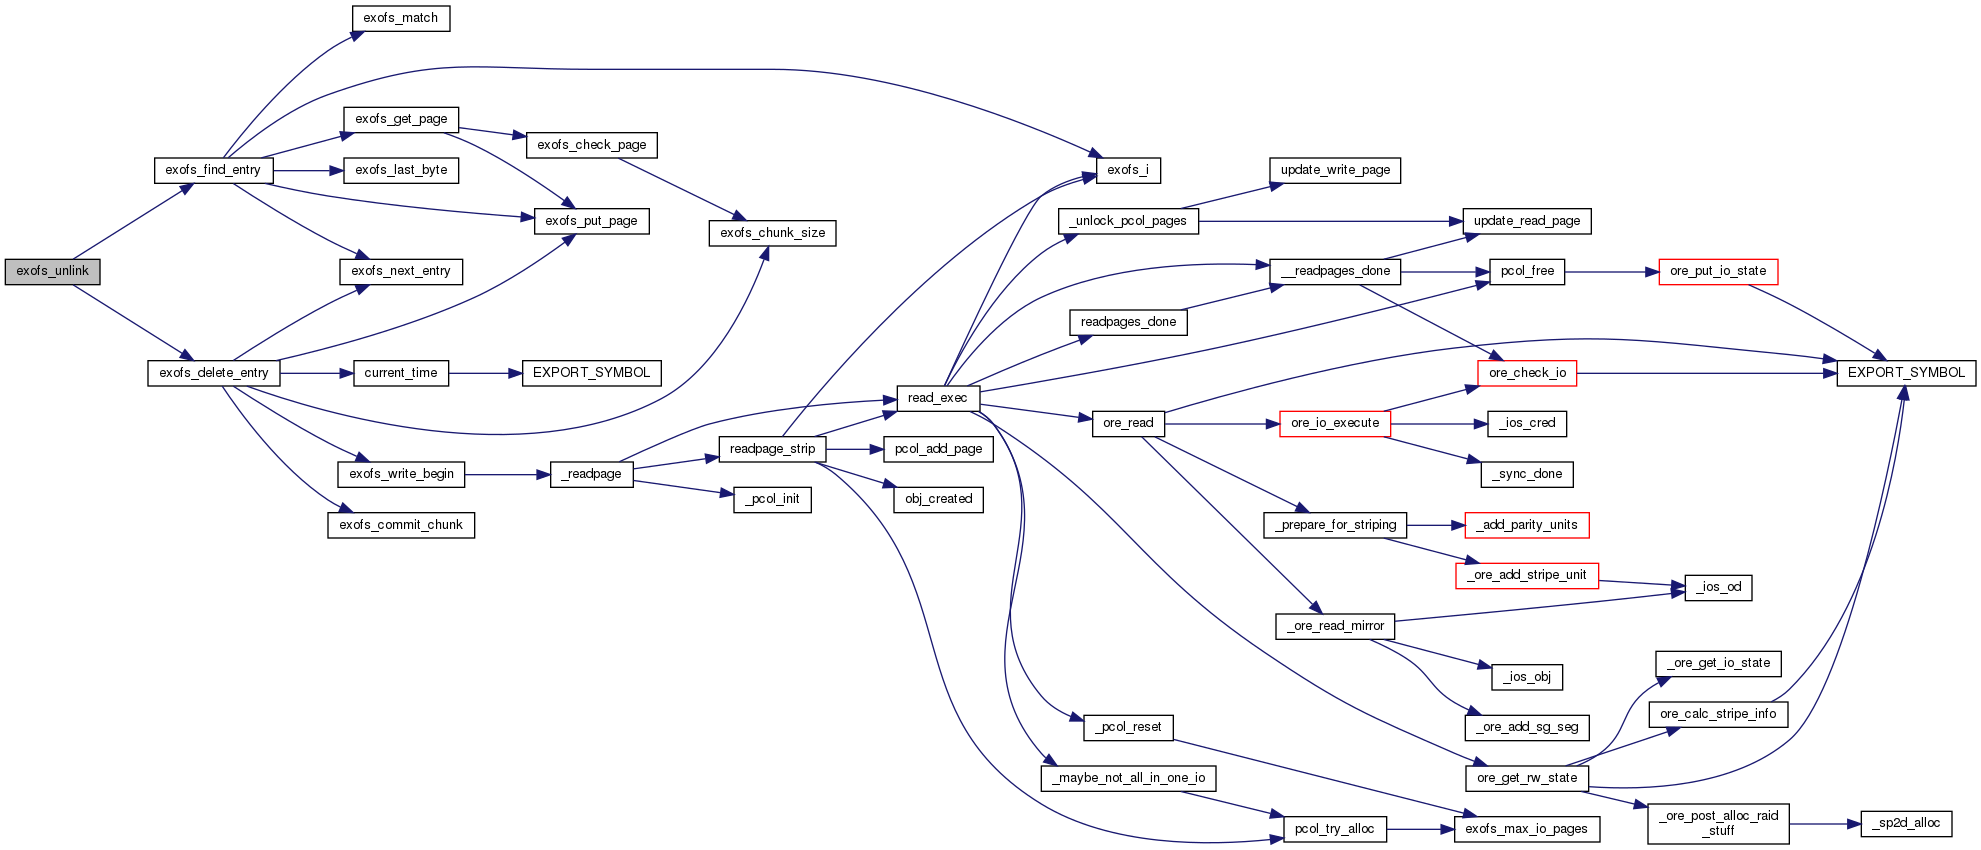 exofs_match
exofs_get_page
exofs_check_page
exofs_find_entry
exofs_last_byte
exofs_i
update_write_page
exofs_put_page
exofs_chunk_size
_unlock_pcol_pages
update_read_page
exofs_unlink
exofs_next_entry
__readpages_done
pcol_free
ore_put_io_state
readpages_done
exofs_delete_entry
current_time
EXPORT_SYMBOL
ore_check_io
EXPORT_SYMBOL
read_exec
ore_read
ore_io_execute
_ios_cred
readpage_strip
pcol_add_page
exofs_write_begin
_readpage
_sync_done
_pcol_init
obj_created
exofs_commit_chunk
_prepare_for_striping
_add_parity_units
_ore_add_stripe_unit
_ios_od
_ore_read_mirror
_ore_get_io_state
_ios_obj
ore_calc_stripe_info
_pcol_reset
_ore_add_sg_seg
_maybe_not_all_in_one_io
ore_get_rw_state
pcol_try_alloc
exofs_max_io_pages
_ore_post_alloc_raid
_stuff
_sp2d_alloc